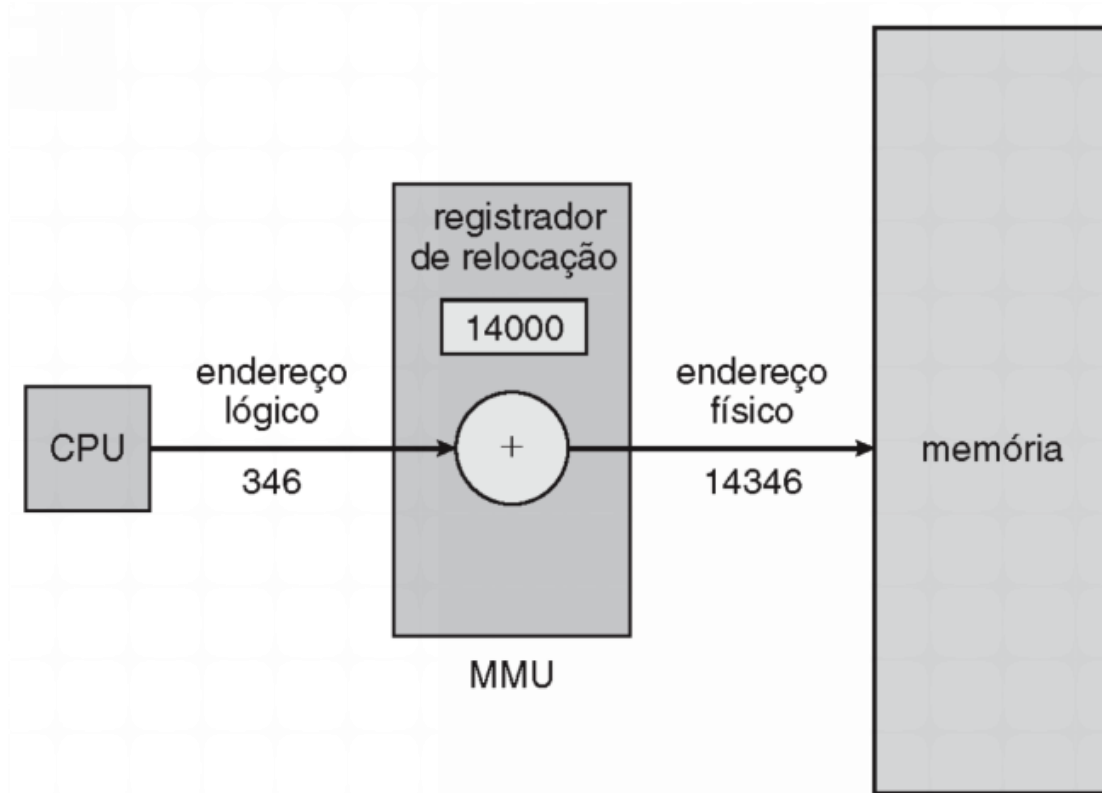 registrador
de relocação
14000
endereço
lógico
endereço
físico
CPU
+
memória
346
14346
MMU